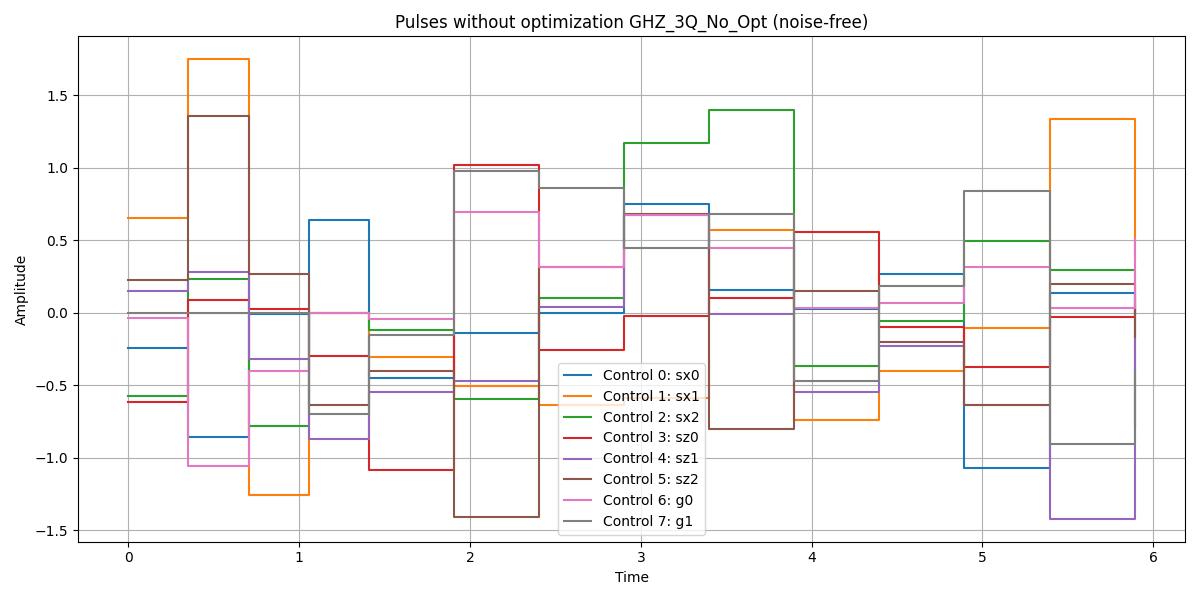 Pulses without optimization GHZ_3Q_No_Opt (noise-free)
Amplitude
1.5
1.0
0.5
0.0
−0.5
−1.0
−1.5
Control 0: sx0
Control 1: sx1
Control 2: sx2
Control 3: sz0
Control 4: sz1
Control 5: sz2
Control 6: g0
Control 7: g1
0 1 2 3 4 5 6
Time